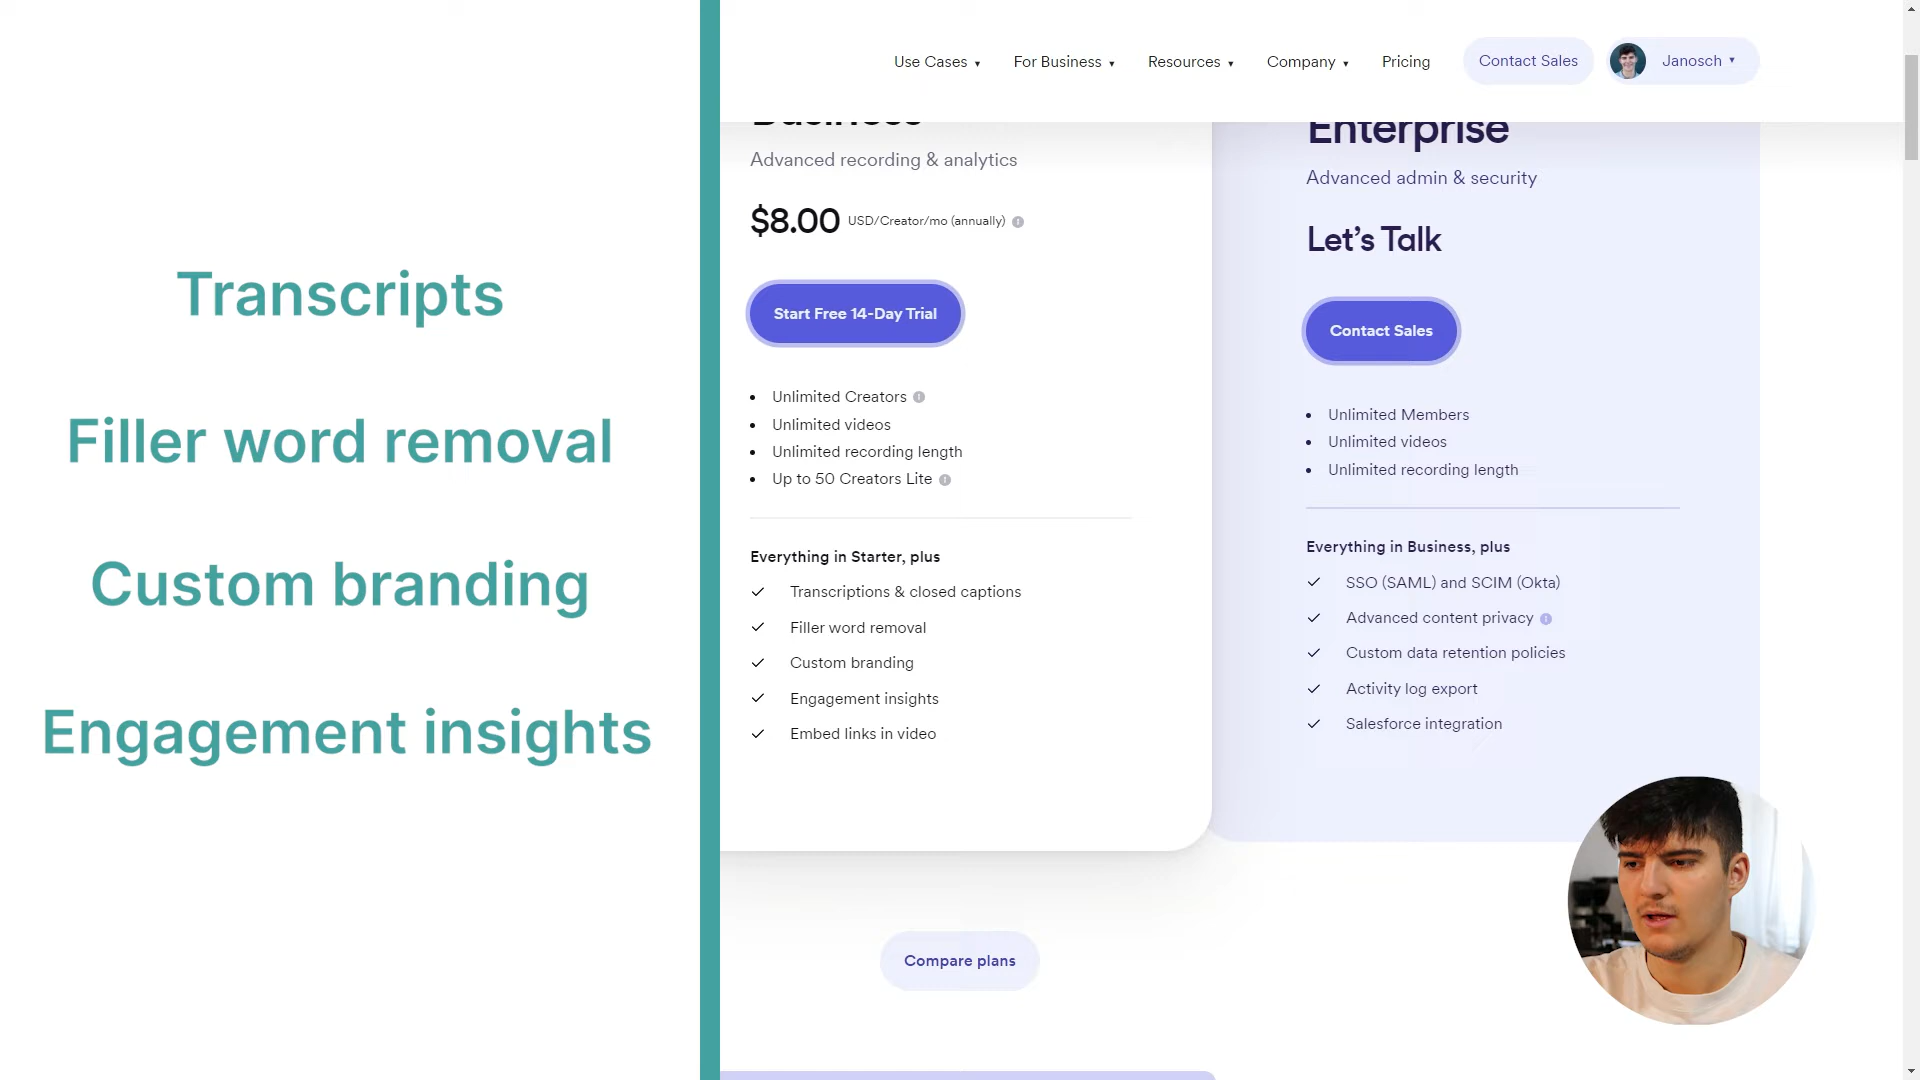 Transcripts
Filler word removal
Custom branding
Engagement insights
Use Cases
For Business
Resources
Company
Pricing
Contact Sales
Janosch
Business
Advanced recording & analytics
$8.00 USD/Creator/mo (annually)
Start Free 14-Day Trial
Unlimited Creators
Unlimited videos
Unlimited recording length
Up to 50 Creators Lite
Everything in Starter, plus
Transcriptions & closed captions
Filler word removal
Custom branding
Engagement insights
Embed links in video
Enterprise
Advanced admin & security
Let's Talk
Contact Sales
Unlimited Members
Unlimited videos
Unlimited recording length
Everything in Business, plus
SSO (SAML) and SCIM (Okta)
Advanced content privacy
Custom data retention policies
Activity log export
Salesforce integration
Compare plans